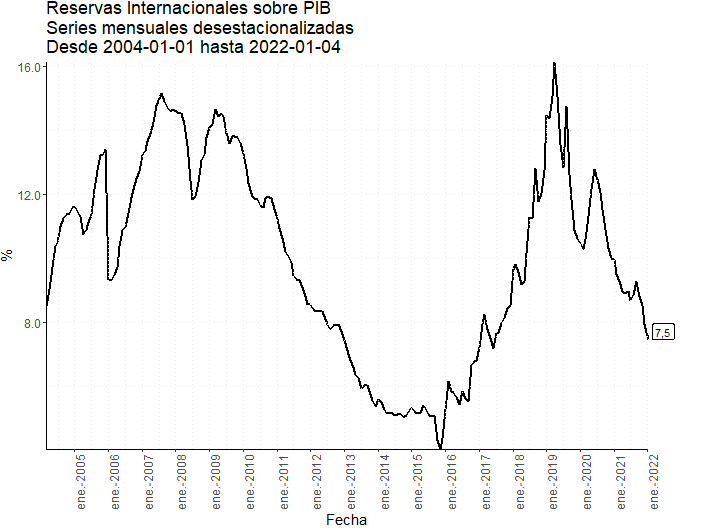 Reservas Internacionales sobre PIB
Series mensuales desestacionalizadas
Desde 2004-01-01 hasta 2022-01-04
16.0
12.0
8.0
%
7,5
ene.-2005
ene.-2006
ene.-2007
ene.-2008
ene.-2009
ene.-2010
ene.-2011
ene.-2012
ene.-2013
ene.-2014
ene.-2015
ene.-2016
ene.-2017
ene.-2018
ene.-2019
ene.-2020
ene.-2021
ene.-2022
Fecha